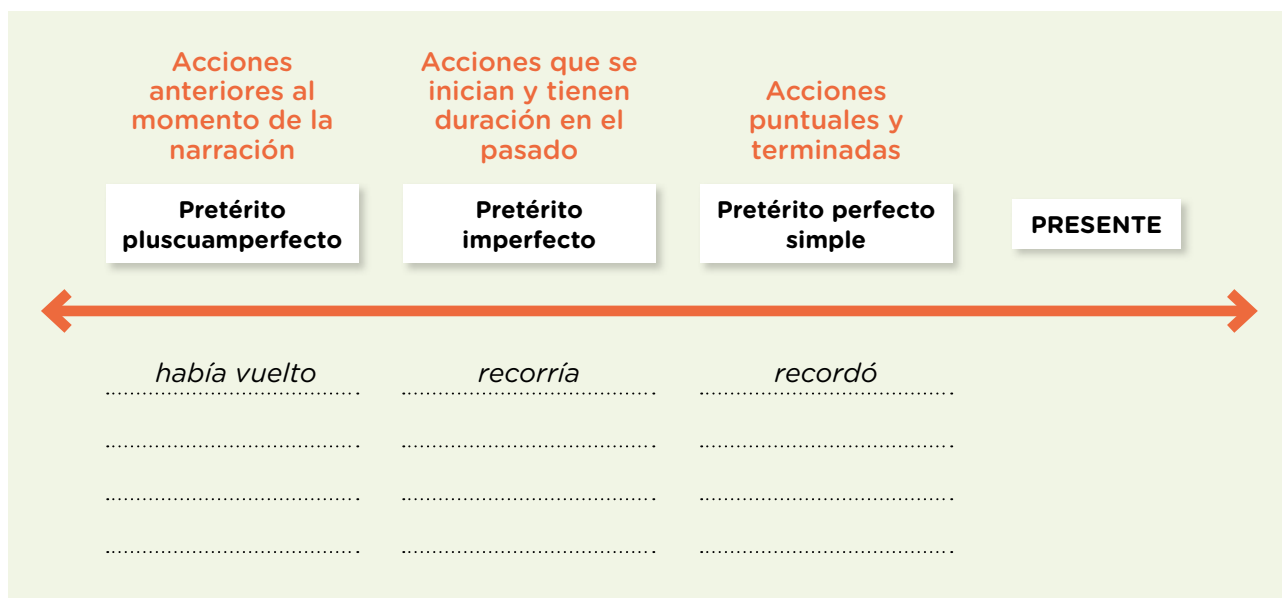 Acciones
anteriores al
momento de la
narración
Acciones que se
inician y tienen
duración en el
pasado
Acciones
puntuales y
terminadas
Pretérito
pluscuamperfecto
Pretérito
imperfecto
Pretérito perfecto
simple
PRESENTE
había vuelto
recorría
recordó